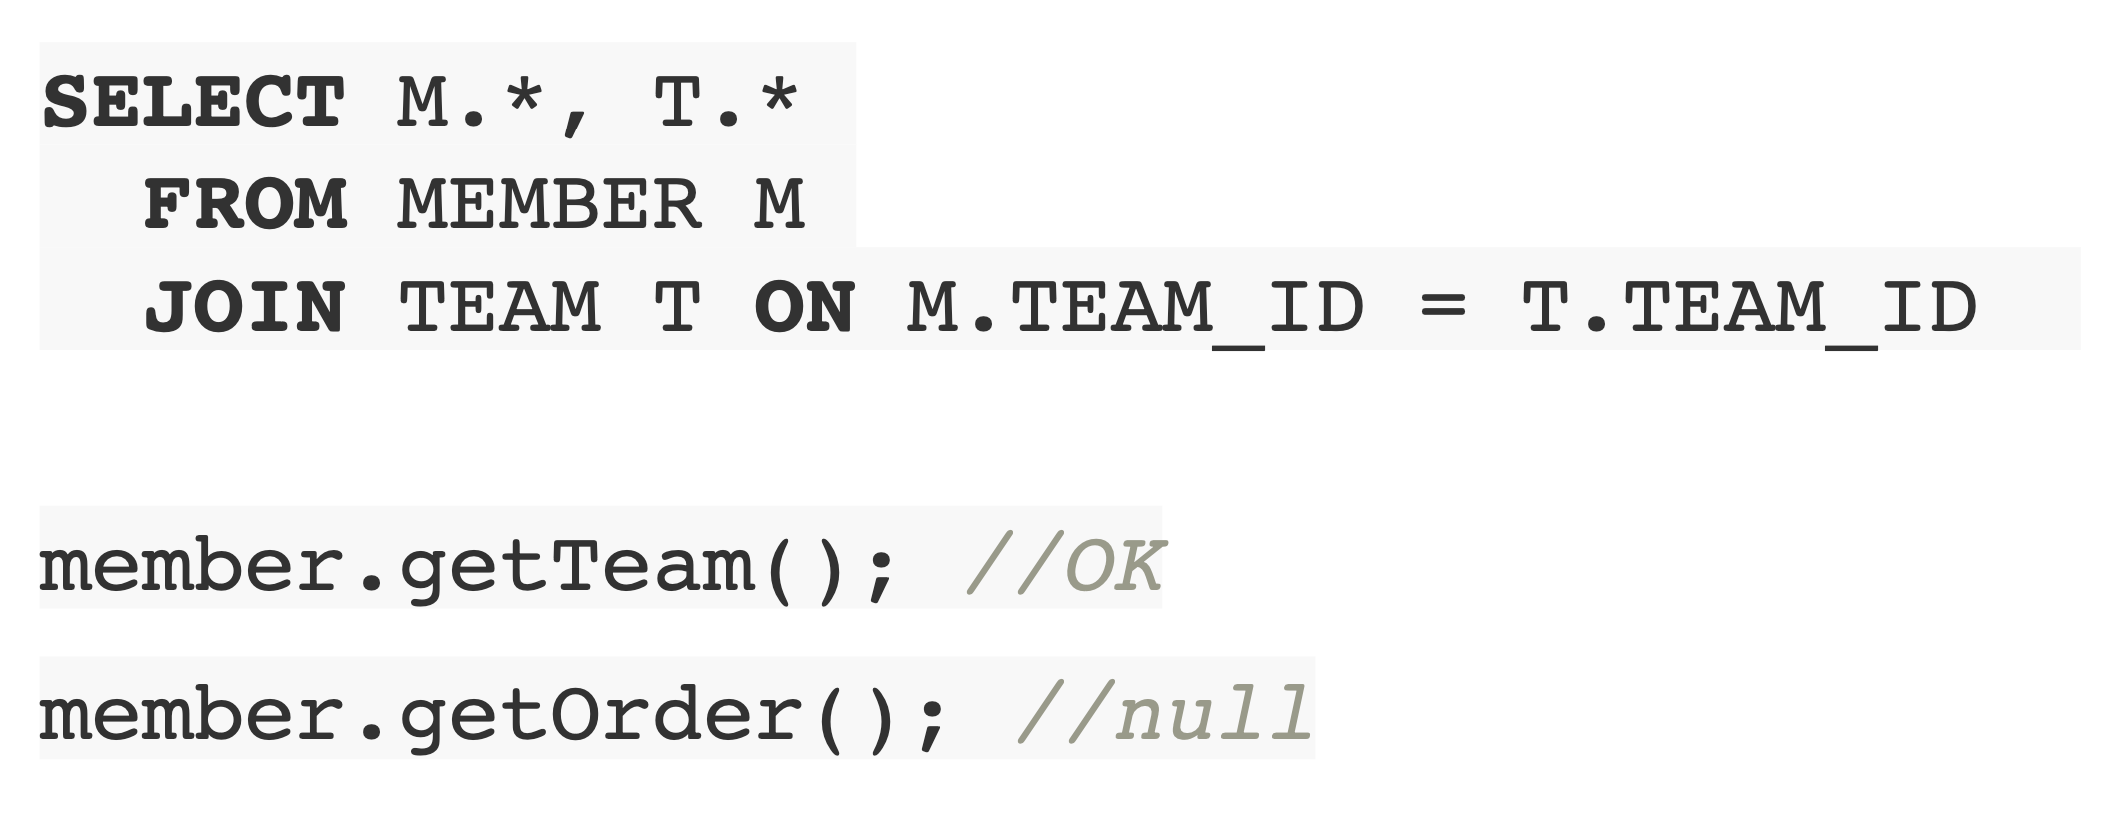 SELECT M.*, T.*
FROM MEMBER M
JOIN TEAM T ON M.TEAM_ID = T.TEAM_ID
member.getTeam(); //OK
member.getOrder(); //null